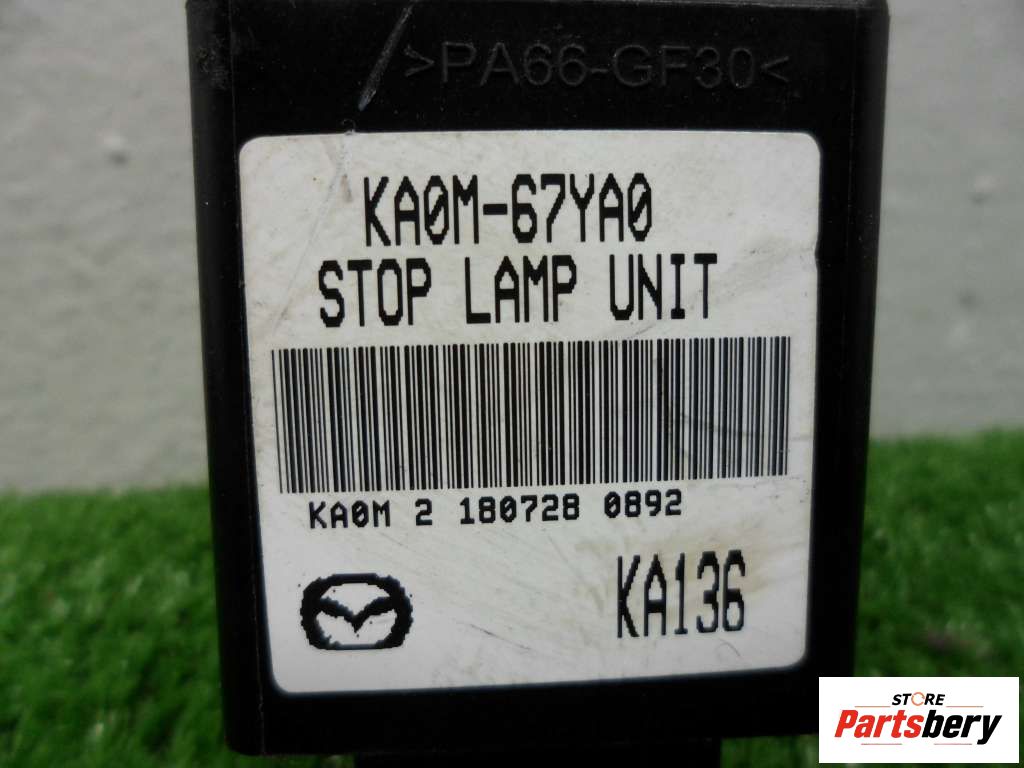 >PA66-GF30<
KA0M-67YA0
STOP LAMP UNIT
KA0M 2 180728 0892
KA136
STORE
Partsbery